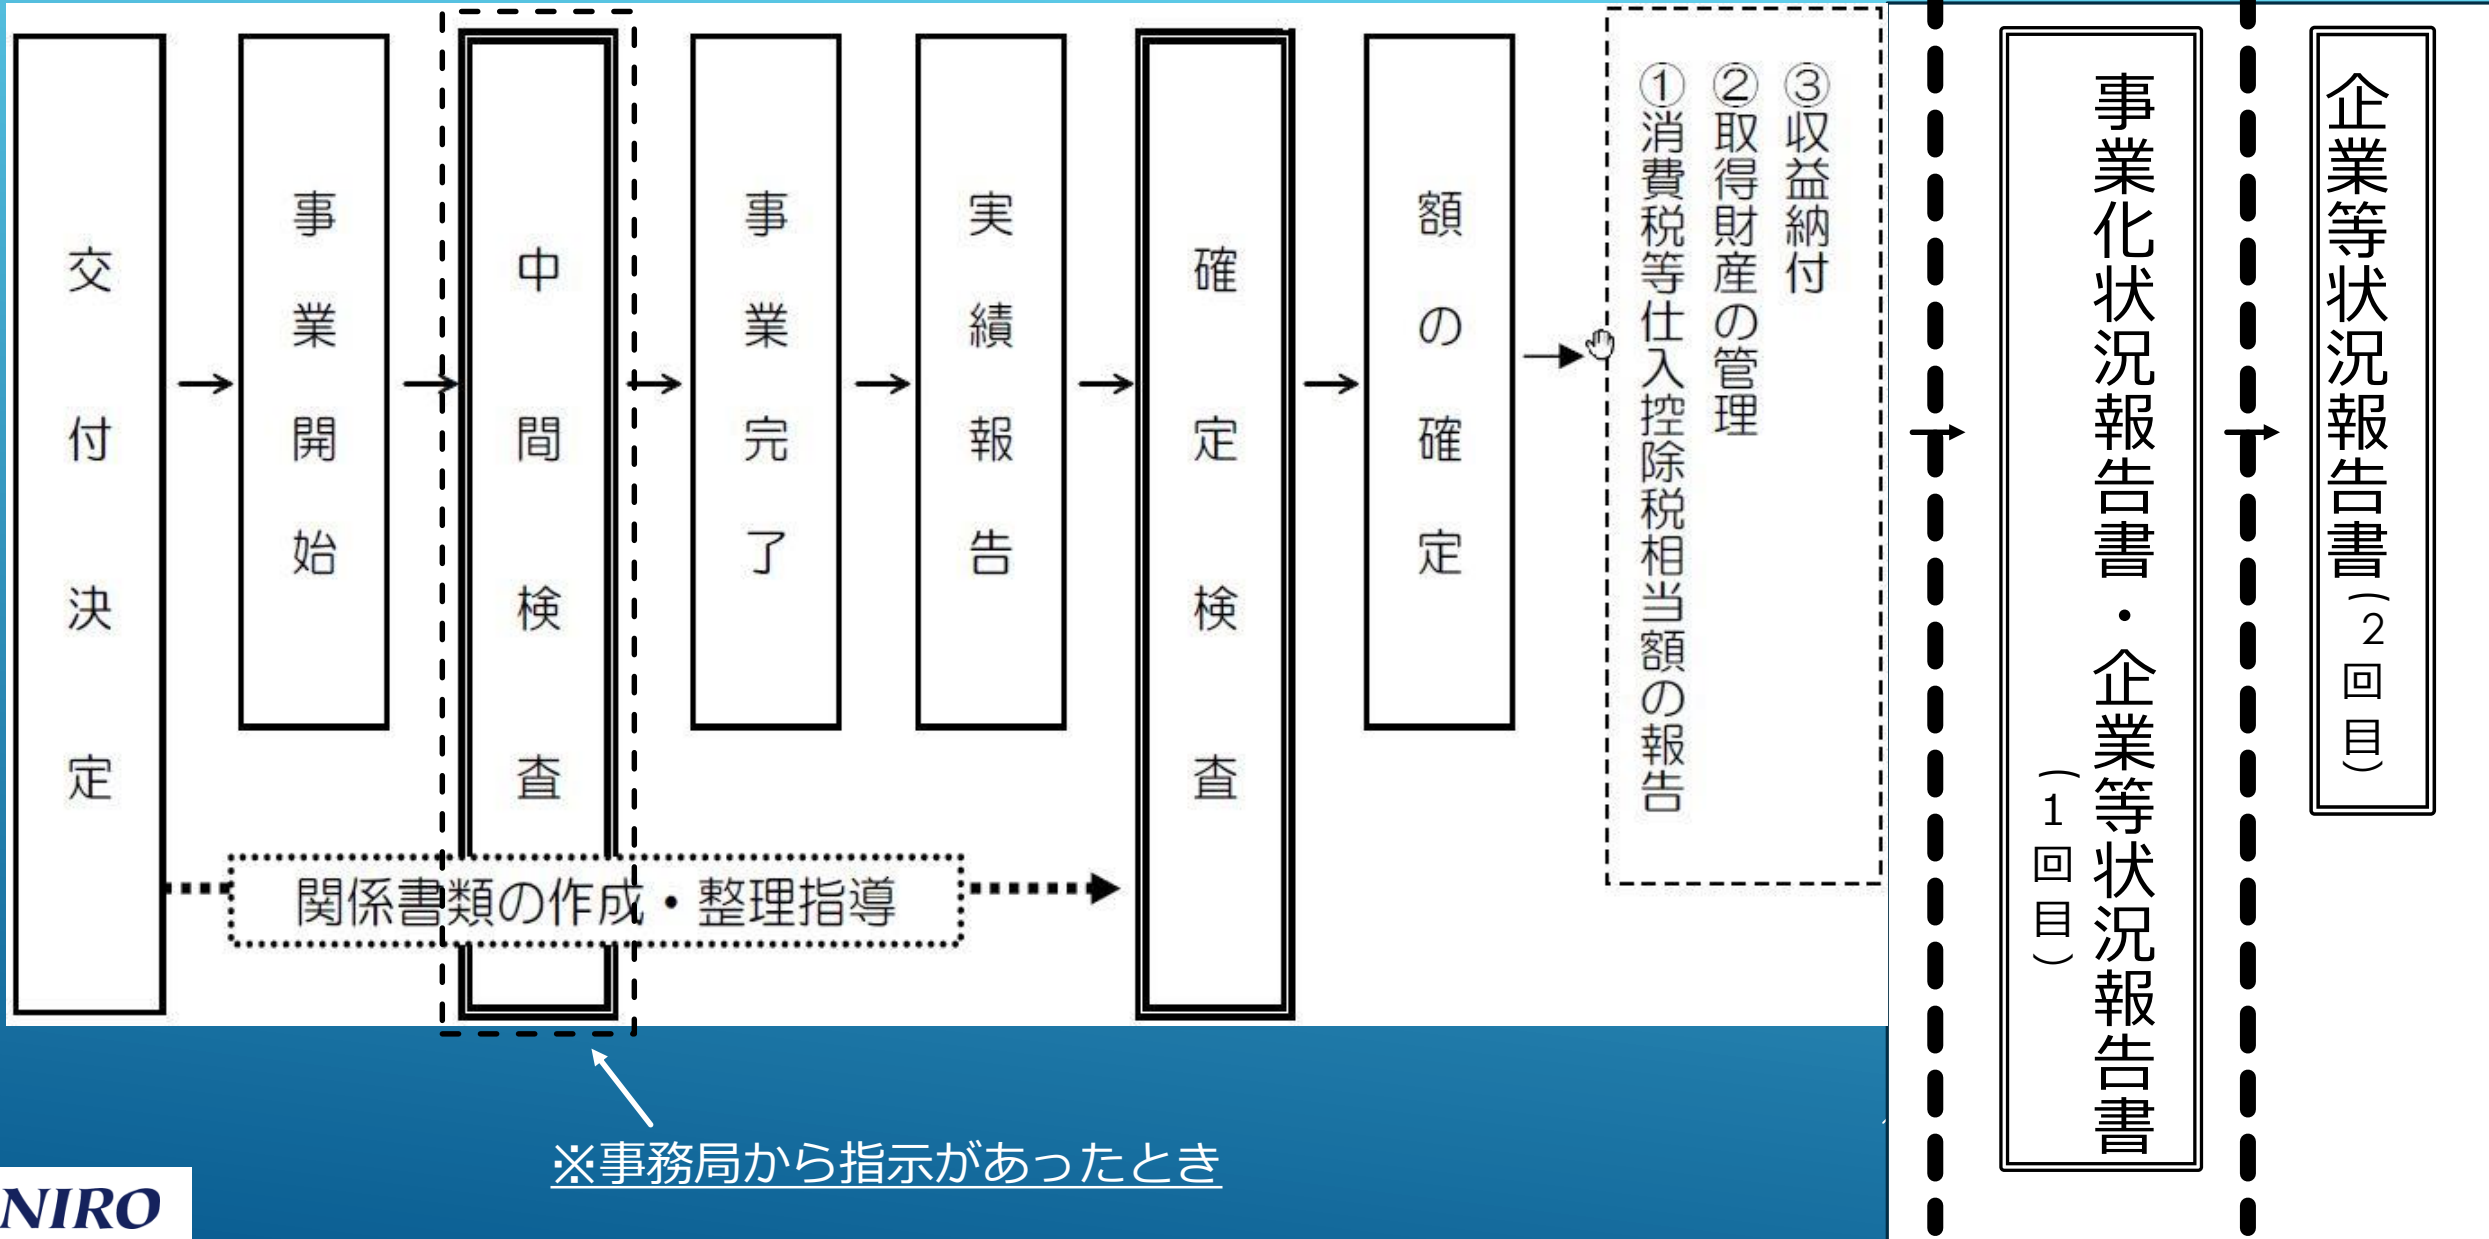 交付決定
事業開始
中間検査
事業完了
実績報告
確定検査
額の確定
①消費税等仕入控除税相当額の報告
②取得財産の管理
③収益納付
事業化状況報告書・企業等状況報告書
（1回目）
企業等状況報告書（2回目）
関係書類の作成・整理指導
※事務局から指示があったとき
NIRO